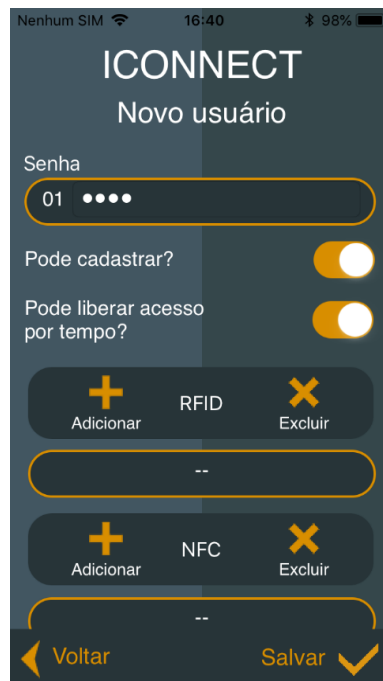 Nenhum SIM 16:40 98%
ICONNECT
Novo usuário
Senha
01 ••••
Pode cadastrar?
Pode liberar acesso
por tempo?
RFID
Adicionar Excluir
--
NFC
Adicionar Excluir
--
Voltar Salvar